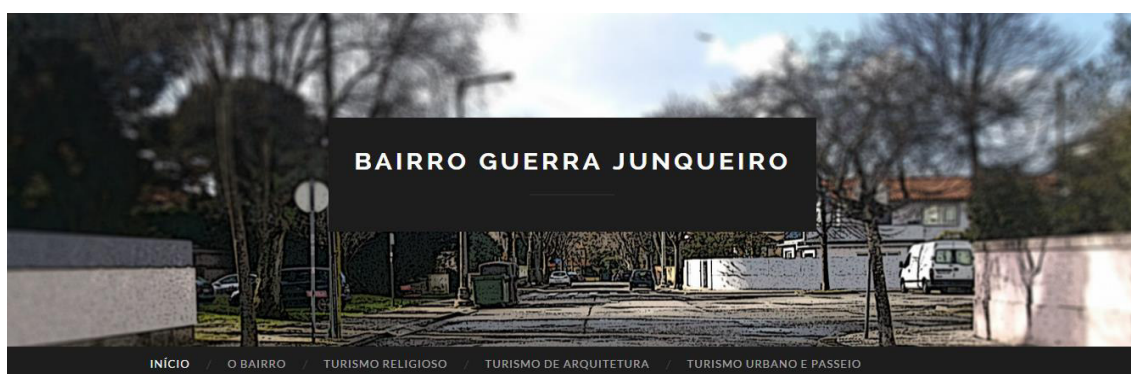 BAIRRO GUERRA JUNQUEIRO
INÍCIO / O BAIRRO / TURISMO RELIGIOSO / TURISMO DE ARQUITETURA / TURISMO URBANO E PASSEIO